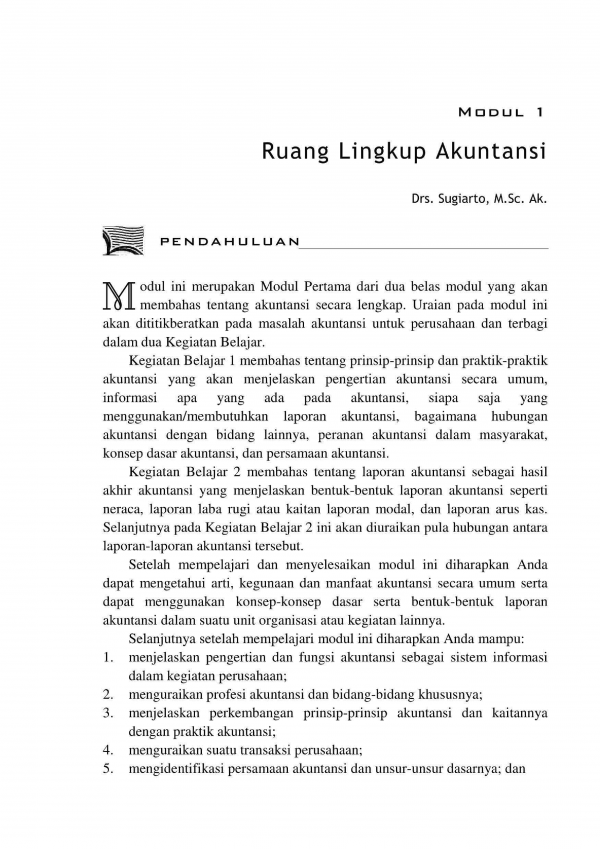 Modul 1
Ruang Lingkup Akuntansi
Drs. Sugiarto, M.Sc. Ak.
PENDAHULUAN
Modul ini merupakan Modul Pertama dari dua belas modul yang akan
membahas tentang akuntansi secara lengkap. Uraian pada modul ini
akan dititikberatkan pada masalah akuntansi untuk perusahaan dan terbagi
dalam dua Kegiatan Belajar.
Kegiatan Belajar 1 membahas tentang prinsip-prinsip dan praktik-praktik
akuntansi yang akan menjelaskan pengertian akuntansi secara umum,
informasi apa yang ada pada akuntansi, siapa saja yang
menggunakan/membutuhkan laporan akuntansi, bagaimana hubungan
akuntansi dengan bidang lainnya, peranan akuntansi dalam masyarakat,
konsep dasar akuntansi, dan persamaan akuntansi.
Kegiatan Belajar 2 membahas tentang laporan akuntansi sebagai hasil
akhir akuntansi yang menjelaskan bentuk-bentuk laporan akuntansi seperti
neraca, laporan laba rugi atau kaitan laporan modal, dan laporan arus kas.
Selanjutnya pada Kegiatan Belajar 2 ini akan diuraikan pula hubungan antara
laporan-laporan akuntansi tersebut.
Setelah mempelajari dan menyelesaikan modul ini diharapkan Anda
dapat mengetahui arti, kegunaan dan manfaat akuntansi secara umum serta
dapat menggunakan konsep-konsep dasar serta bentuk-bentuk laporan
akuntansi dalam suatu unit organisasi atau kegiatan lainnya.
Selanjutnya setelah mempelajari modul ini diharapkan Anda mampu:
1. menjelaskan pengertian dan fungsi akuntansi sebagai sistem informasi
dalam kegiatan perusahaan;
2. menguraikan profesi akuntansi dan bidang-bidang khususnya;
3. menjelaskan perkembangan prinsip-prinsip akuntansi dan kaitannya
dengan praktik akuntansi;
4. menguraikan suatu transaksi perusahaan;
5. mengidentifikasi persamaan akuntansi dan unsur-unsur dasarnya; dan